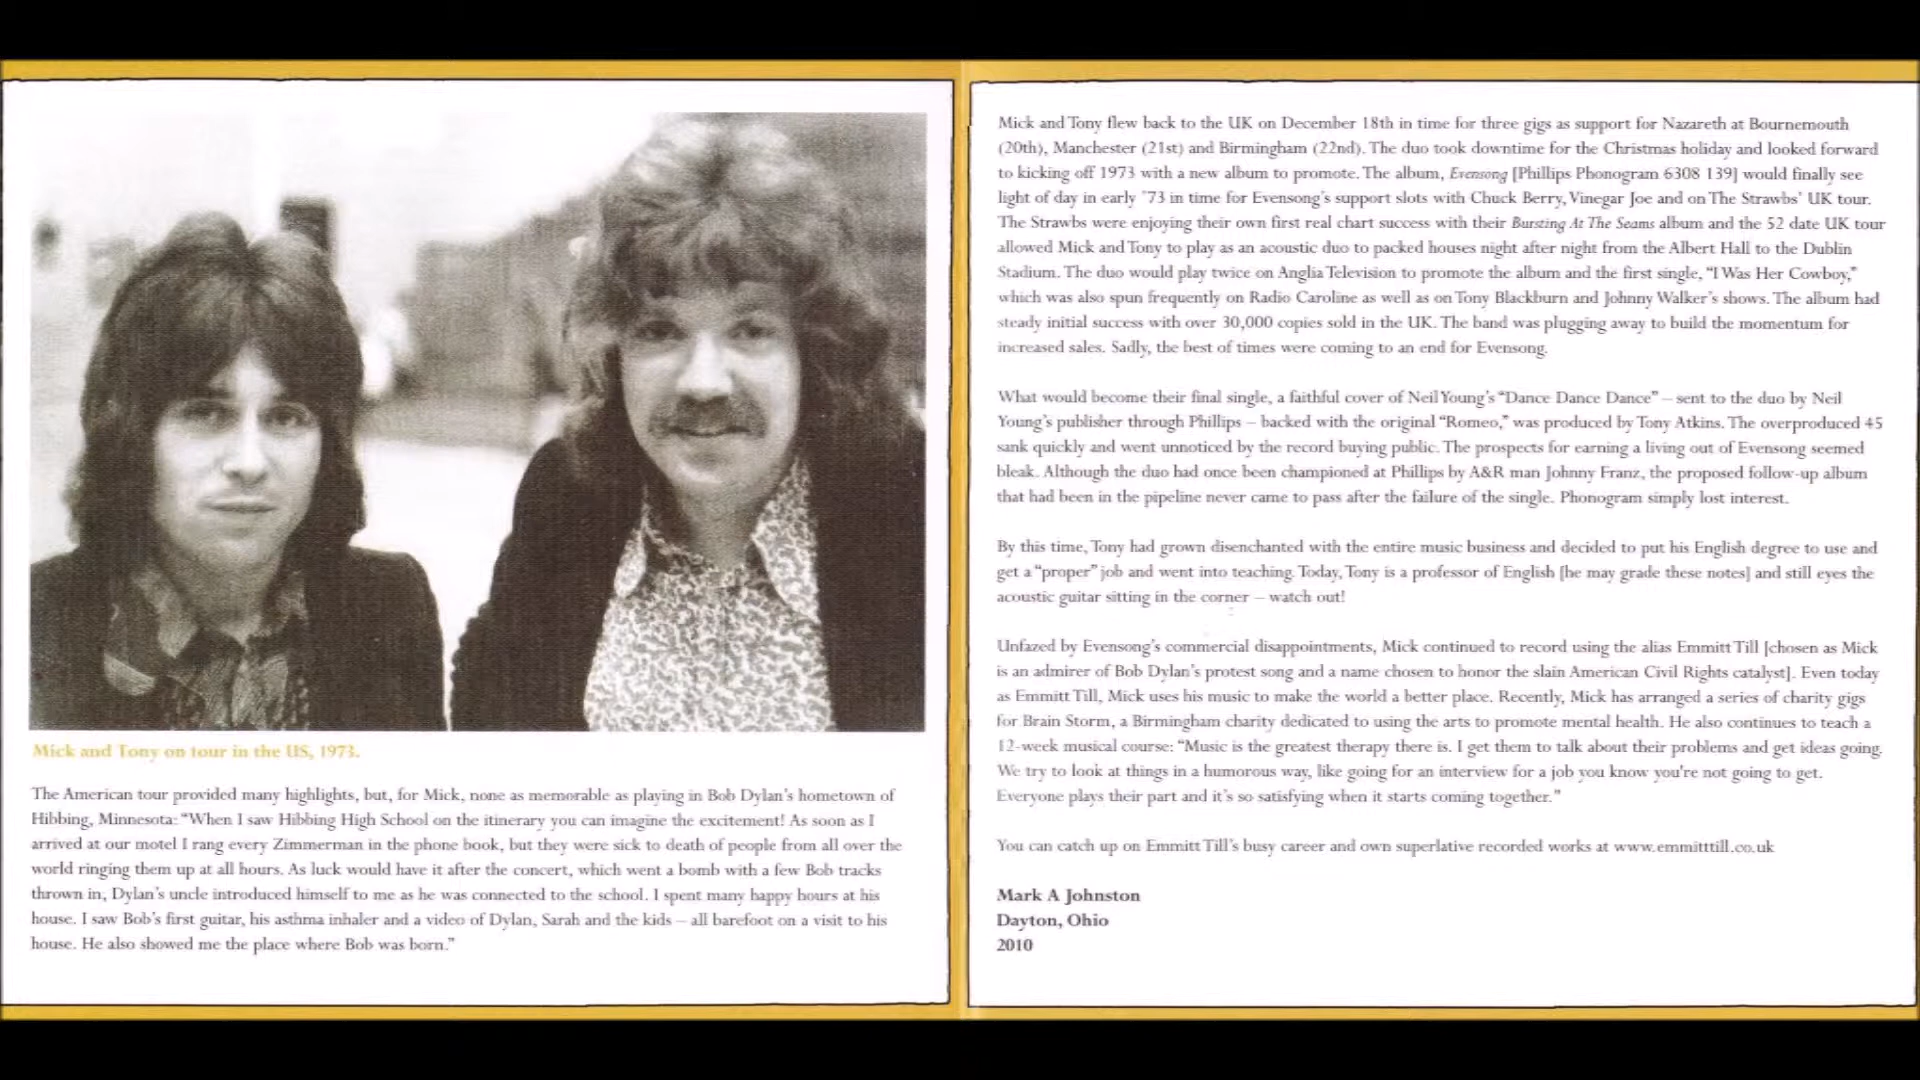 Mick and Tony on tour in the US, 1973.
The American tour provided many highlights, but, for Mick, none as memorable as playing in Bob Dylan's hometown of
Hibbing, Minnesota: "When I saw Hibbing High School on the itinerary you can imagine the excitement! As soon as I
arrived at our motel I rang every Zimmerman in the phone book, but they were sick to death of people from all over the
world ringing them up at all hours. As luck would have it after the concert, which went a bomb with a few Bob tracks
thrown in, Dylan's uncle introduced himself to me as he was connected to the school. I spent many happy hours at his
house. I saw Bob's first guitar, his asthma inhaler and a video of Dylan, Sarah and the kids – all barefoot on a visit to his
house. He also showed me the place where Bob was born."
Mick and Tony flew back to the UK on December 18th in time for three gigs as support for Nazareth at Bournemouth
(20th), Manchester (21st) and Birmingham (22nd). The duo took downtime for the Christmas holiday and looked forward
to kicking off 1973 with a new album to promote. The album, Evensong [Phillips Phonogram 6308 139] would finally see
light of day in early '73 in time for Evensong's support slots with Chuck Berry, Vinegar Joe and on The Strawbs' UK tour.
The Strawbs were enjoying their own first real chart success with their Bursting At The Seams album and the 52 date UK tour
allowed Mick and Tony to play as an acoustic duo to packed houses night after night from the Albert Hall to the Dublin
Stadium. The duo would play twice on Anglia Television to promote the album and the first single, "I Was Her Cowboy,"
which was also spun frequently on Radio Caroline as well as on Tony Blackburn and Johnny Walker's shows. The album had
steady initial success with over 30,000 copies sold in the UK. The band was plugging away to build the momentum for
increased sales. Sadly, the best of times were coming to an end for Evensong.
What would become their final single, a faithful cover of Neil Young's "Dance Dance Dance" – sent to the duo by Neil
Young's publisher through Phillips – backed with the original "Romeo," was produced by Tony Atkins. The overproduced 45
sank quickly and went unnoticed by the record buying public. The prospects for earning a living out of Evensong seemed
bleak. Although the duo had once been championed at Phillips by A&R man Johnny Franz, the proposed follow-up album
that had been in the pipeline never came to pass after the failure of the single. Phonogram simply lost interest.
By this time, Tony had grown disenchanted with the entire music business and decided to put his English degree to use and
get a "proper" job and went into teaching. Today, Tony is a professor of English [he may grade these notes] and still eyes the
acoustic guitar sitting in the corner – watch out!
Unfazed by Evensong's commercial disappointments, Mick continued to record using the alias Emmitt Till [chosen as Mick
is an admirer of Bob Dylan's protest song and a name chosen to honor the slain American Civil Rights catalyst]. Even today
as Emmitt Till, Mick uses his music to make the world a better place. Recently, Mick has arranged a series of charity gigs
for Brain Storm, a Birmingham charity dedicated to using the arts to promote mental health. He also continues to teach a
12-week musical course: "Music is the greatest therapy there is. I get them to talk about their problems and get ideas going.
We try to look at things in a humorous way, like going for an interview for a job you know you're not going to get.
Everyone plays their part and it's so satisfying when it starts coming together."
You can catch up on Emmitt Till's busy career and own superlative recorded works at www.emmitttill.co.uk
Mark A Johnston
Dayton, Ohio
2010